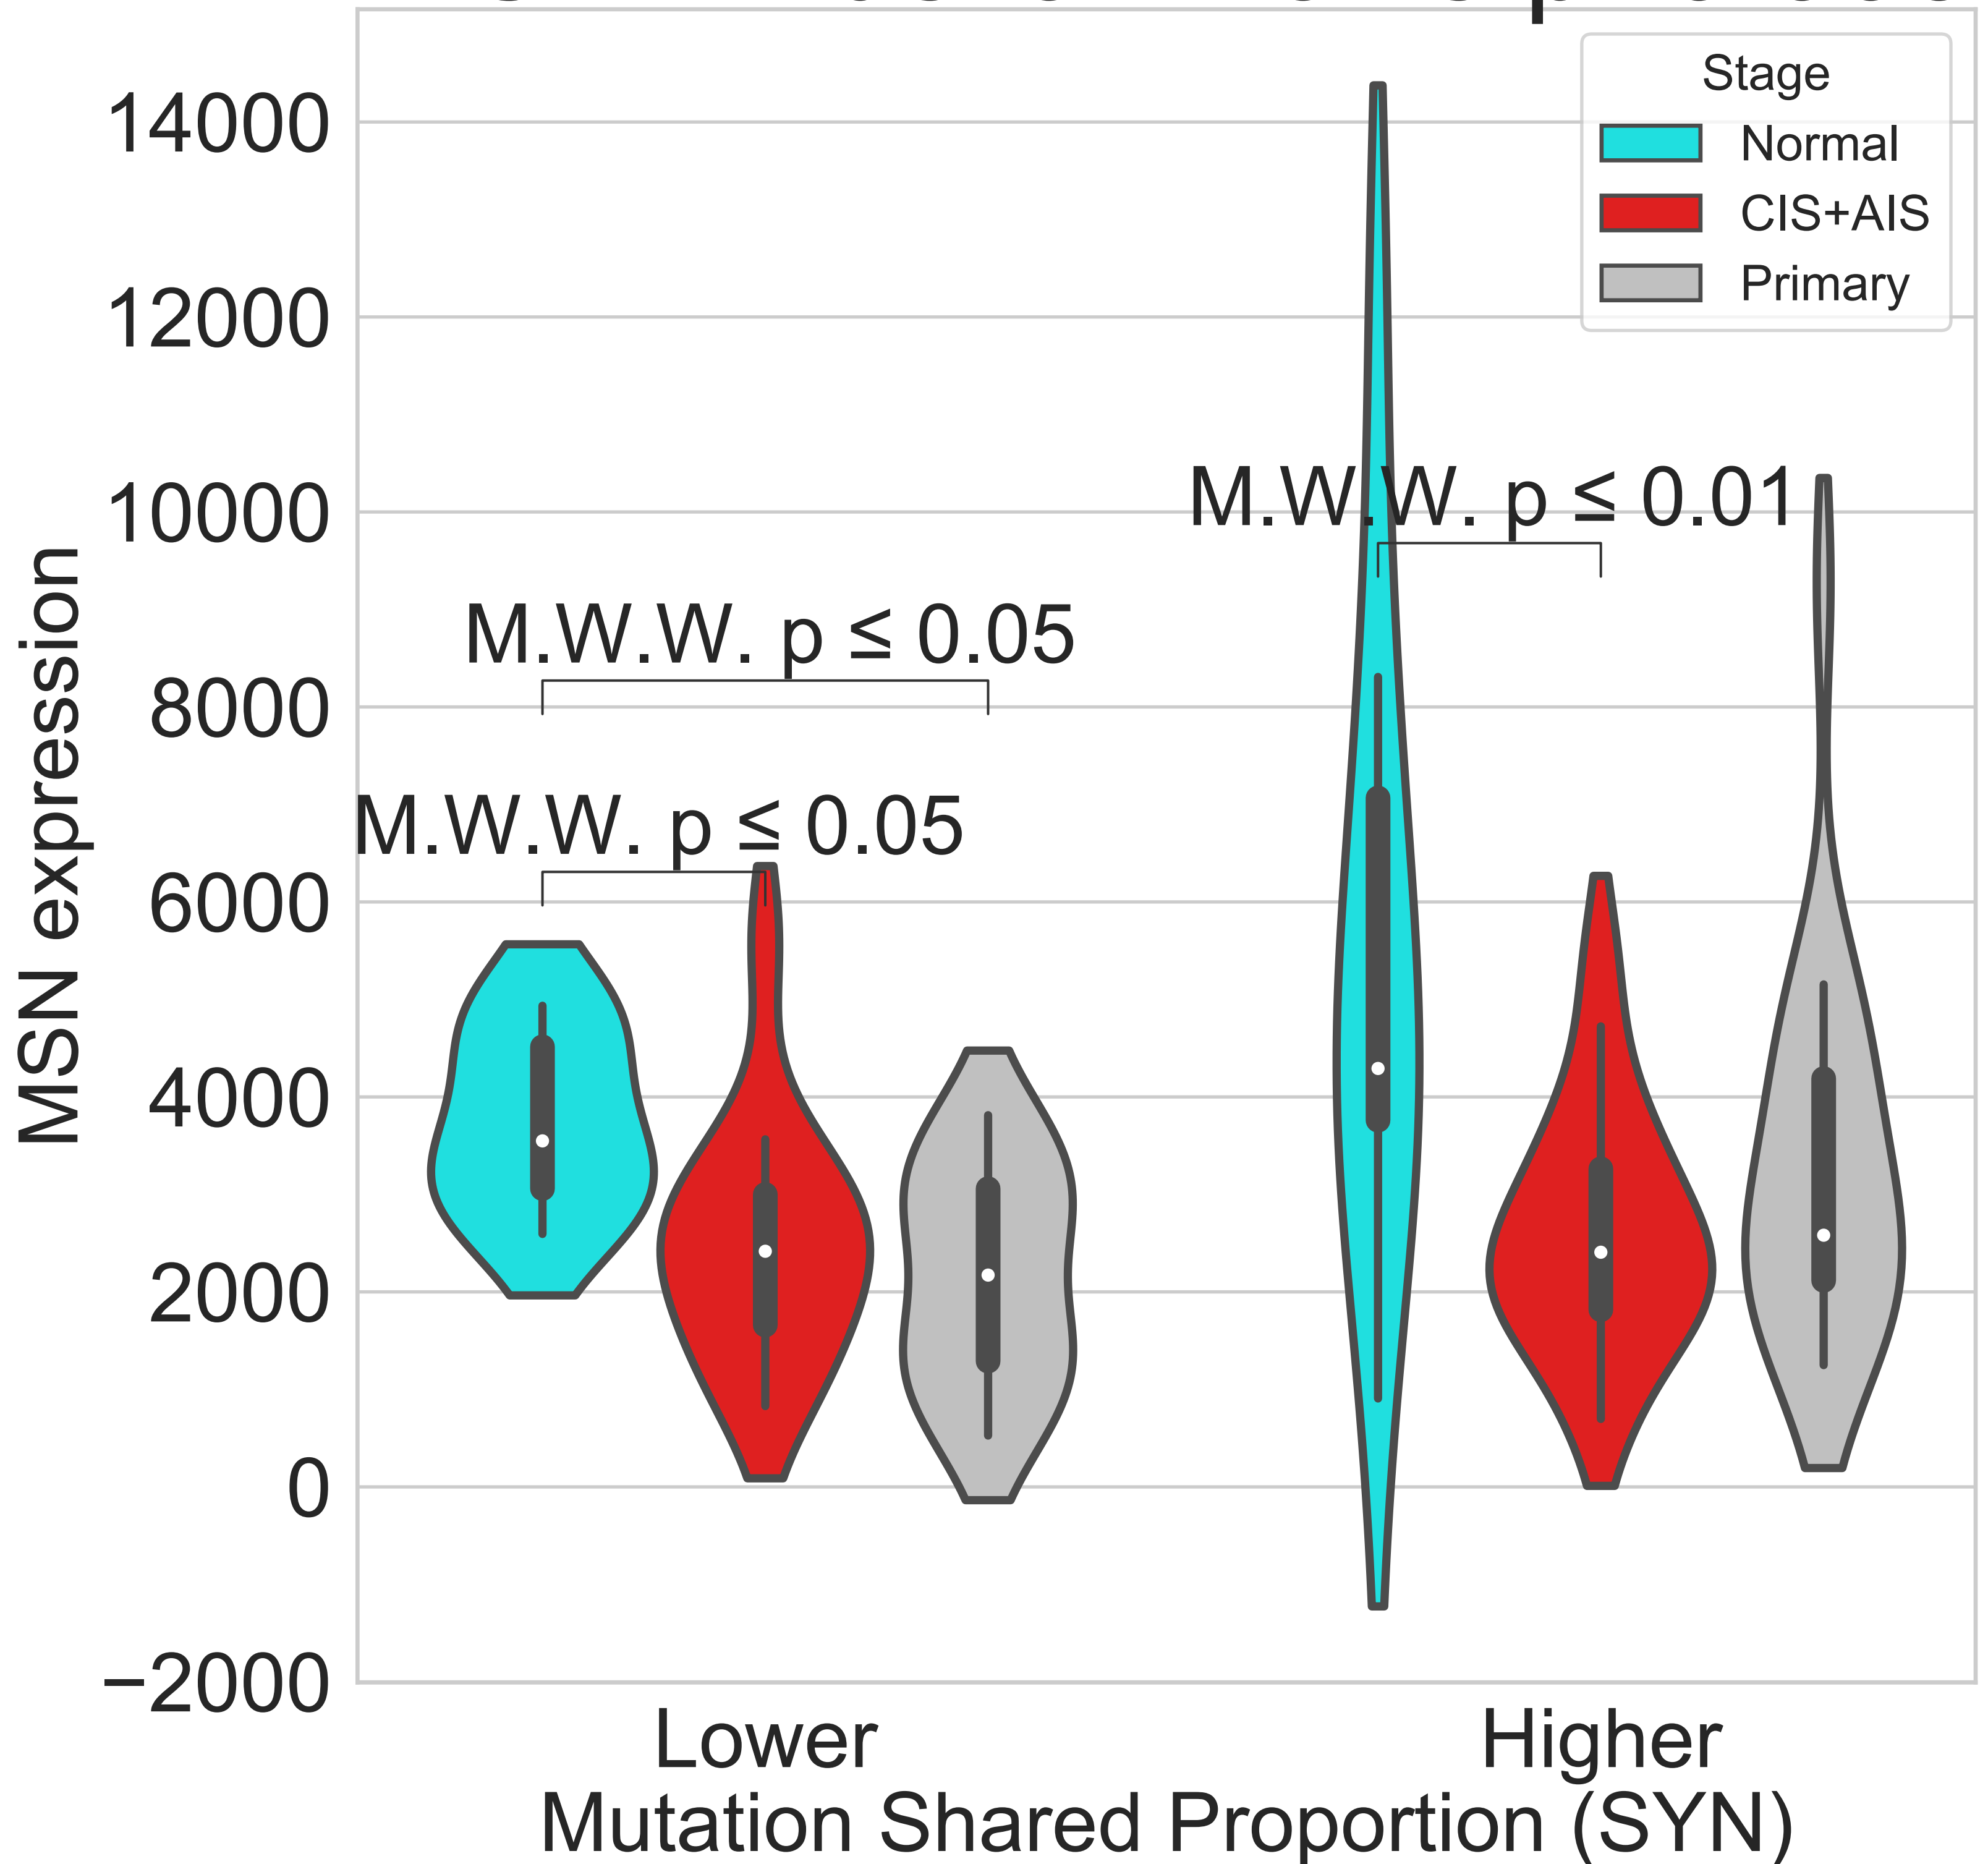 Stage
Normal
CIS+AIS
Primary
14000
12000
10000
8000
6000
4000
2000
0
−2000
MSN expression
M.W.W. p ≤ 0.01
M.W.W. p ≤ 0.05
M.W.W. p ≤ 0.05
Lower
Higher
Mutation Shared Proportion (SYN)